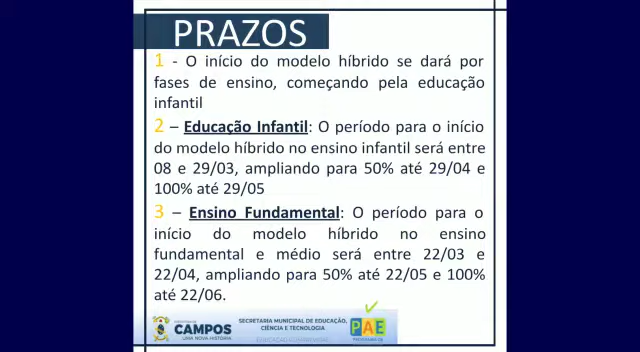 PRAZOS
1 - O início do modelo híbrido se dará por
fases de ensino, começando pela educação
infantil
2 – Educação Infantil: O período para o início
do modelo híbrido no ensino infantil será entre
08 e 29/03, ampliando para 50% até 29/04 e
100% até 29/05
3 – Ensino Fundamental: O período para o
início do modelo híbrido no ensino
fundamental e médio será entre 22/03 e
22/04, ampliando para 50% até 22/05 e 100%
até 22/06.
CAMPOS
UMA NOVA HISTÓRIA
SECRETARIA MUNICIPAL DE EDUCAÇÃO,
CIÊNCIA E TECNOLOGIA
PAE